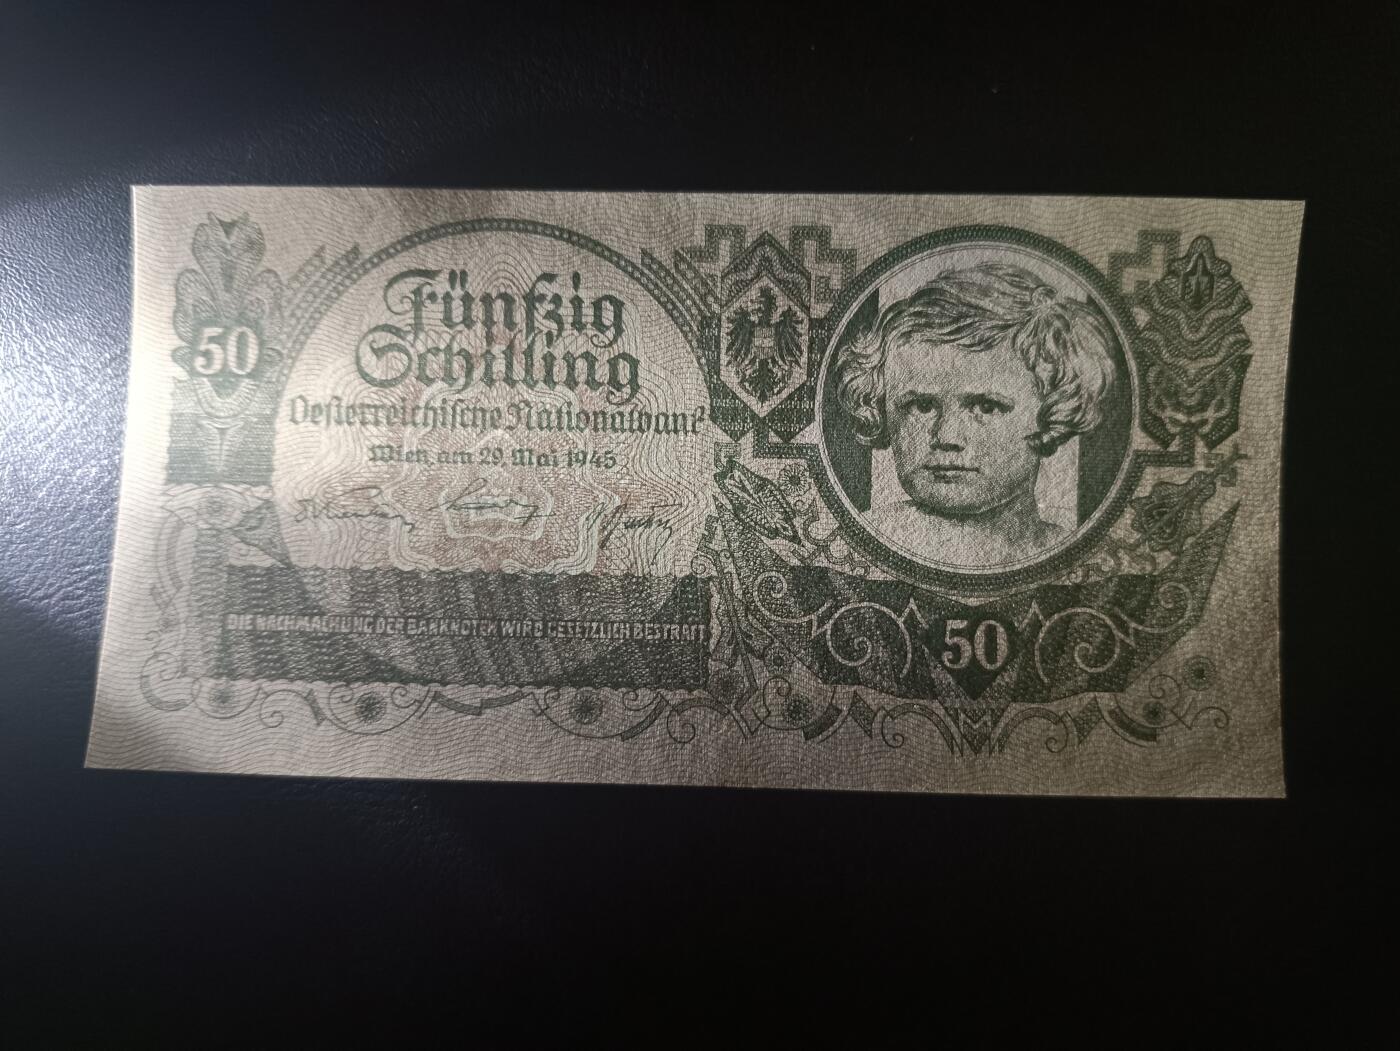 50
Fünfzig
Schilling
Oesterreichische Nationalbank
Wien, am 29. Mai 1945
DIE NACHMACHUNG DER BANKNOTEN WIRD GESETZLICH BESTRAFT
50